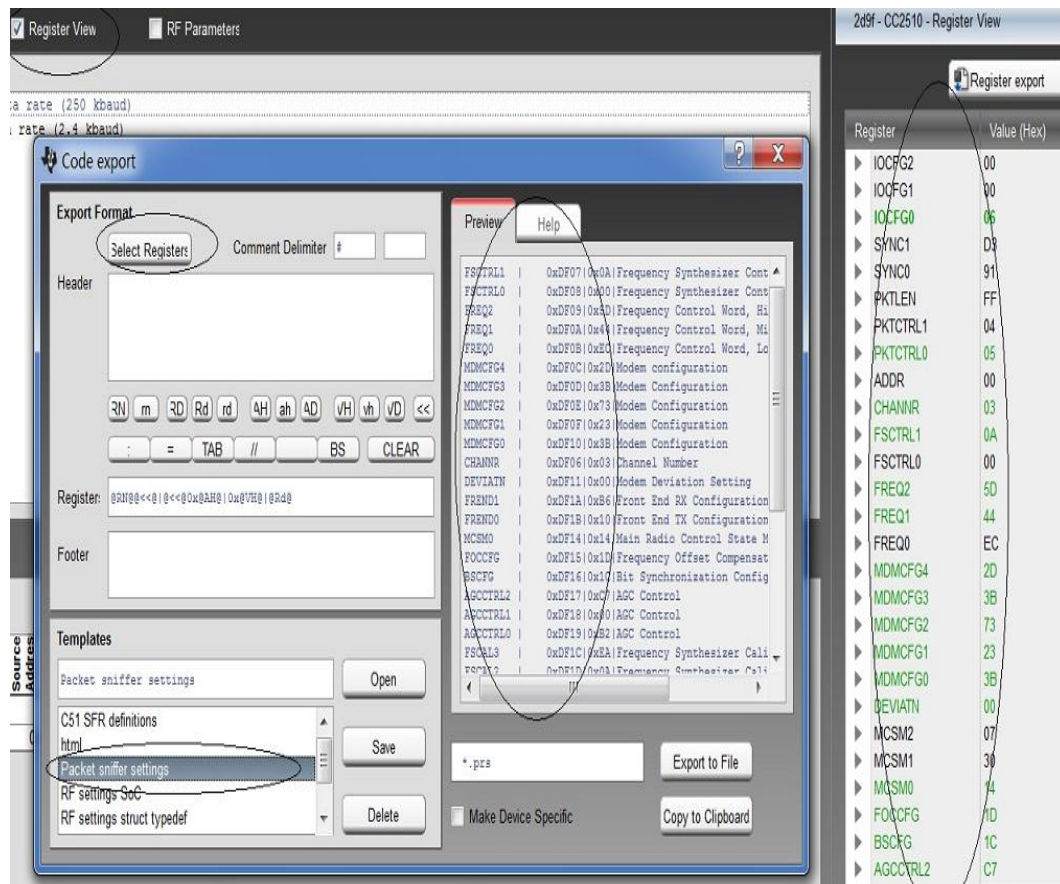 Register View
RF Parameters
ta rate (250 kbaud)
rate (2.4 kbaud)
Code export
Export Format
Select Registers
Comment Delimiter #
Header
RN rn RD Rd rd AH ah AD VH vh VD <<
: = TAB // BS CLEAR
Register: @RN@@<<@|@<<@0x@AH@|0x@VH@|@Rd@
Footer
Templates
Packet sniffer settings
Open
C51 SFR definitions
html
Packet sniffer settings
RF settings SoC
RF settings struct typedef
Save
Delete
Source
Address
Preview
Help
FSCTRL1 | 0xDF07|0x0A|Frequency Synthesizer Cont
FSCTRL0 | 0xDF08|0x00|Frequency Synthesizer Cont
FREQ2 | 0xDF09|0x5D|Frequency Control Word, Hi
FREQ1 | 0xDF0A|0x44|Frequency Control Word, Mi
FREQ0 | 0xDF0B|0xEC|Frequency Control Word, Lo
MDMCFG4 | 0xDF0C|0x2D|Modem configuration
MDMCFG3 | 0xDF0D|0x3B|Modem Configuration
MDMCFG2 | 0xDF0E|0x73|Modem Configuration
MDMCFG1 | 0xDF0F|0x23|Modem Configuration
MDMCFG0 | 0xDF10|0x3B|Modem Configuration
CHANNR | 0xDF06|0x03|Channel Number
DEVIATN | 0xDF11|0x00|Modem Deviation Setting
FREND1 | 0xDF1A|0xB6|Front End RX Configuration
FREND0 | 0xDF1B|0x10|Front End TX Configuration
MCSM0 | 0xDF14|0x14|Main Radio Control State M
FOCCFG | 0xDF15|0x1D|Frequency Offset Compensat
BSCFG | 0xDF16|0x1C|Bit Synchronization Config
AGCCTRL2 | 0xDF17|0xC7|AGC Control
AGCCTRL1 | 0xDF18|0x00|AGC Control
AGCCTRL0 | 0xDF19|0xB2|AGC Control
FSCAL3 | 0xDF1C|0xEA|Frequency Synthesizer Cali
FSCAL2 | 0xDF1D|0x0A|Frequency Synthesizer Cali
*.prs
Export to File
Make Device Specific
Copy to Clipboard
2d9f - CC2510 - Register View
Register export
Register Value (Hex)
IOCFG2 00
IOCFG1 00
IOCFG0 06
SYNC1 D3
SYNC0 91
PKTLEN FF
PKTCTRL1 04
PKTCTRL0 05
ADDR 00
CHANNR 03
FSCTRL1 0A
FSCTRL0 00
FREQ2 5D
FREQ1 44
FREQ0 EC
MDMCFG4 2D
MDMCFG3 3B
MDMCFG2 73
MDMCFG1 23
MDMCFG0 3B
DEVIATN 00
MCSM2 07
MCSM1 30
MCSM0 14
FOCCFG 1D
BSCFG 1C
AGCCTRL2 C7